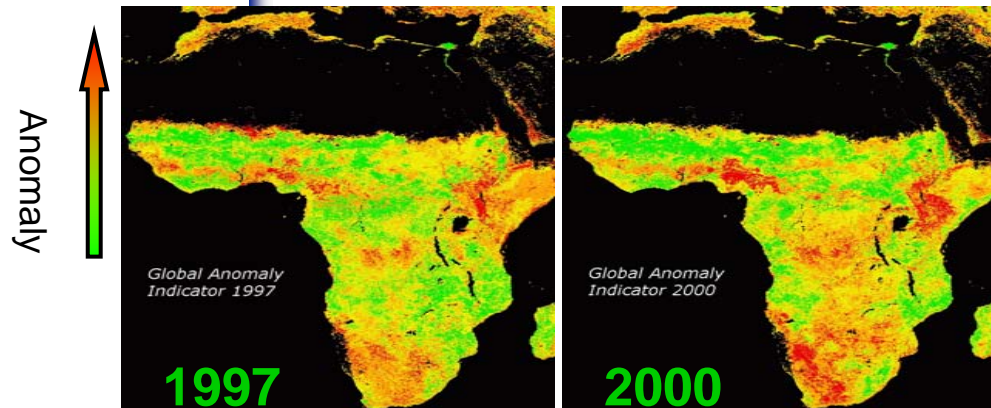 Anomaly
Global Anomaly
Indicator 1997
1997
Global Anomaly
Indicator 2000
2000